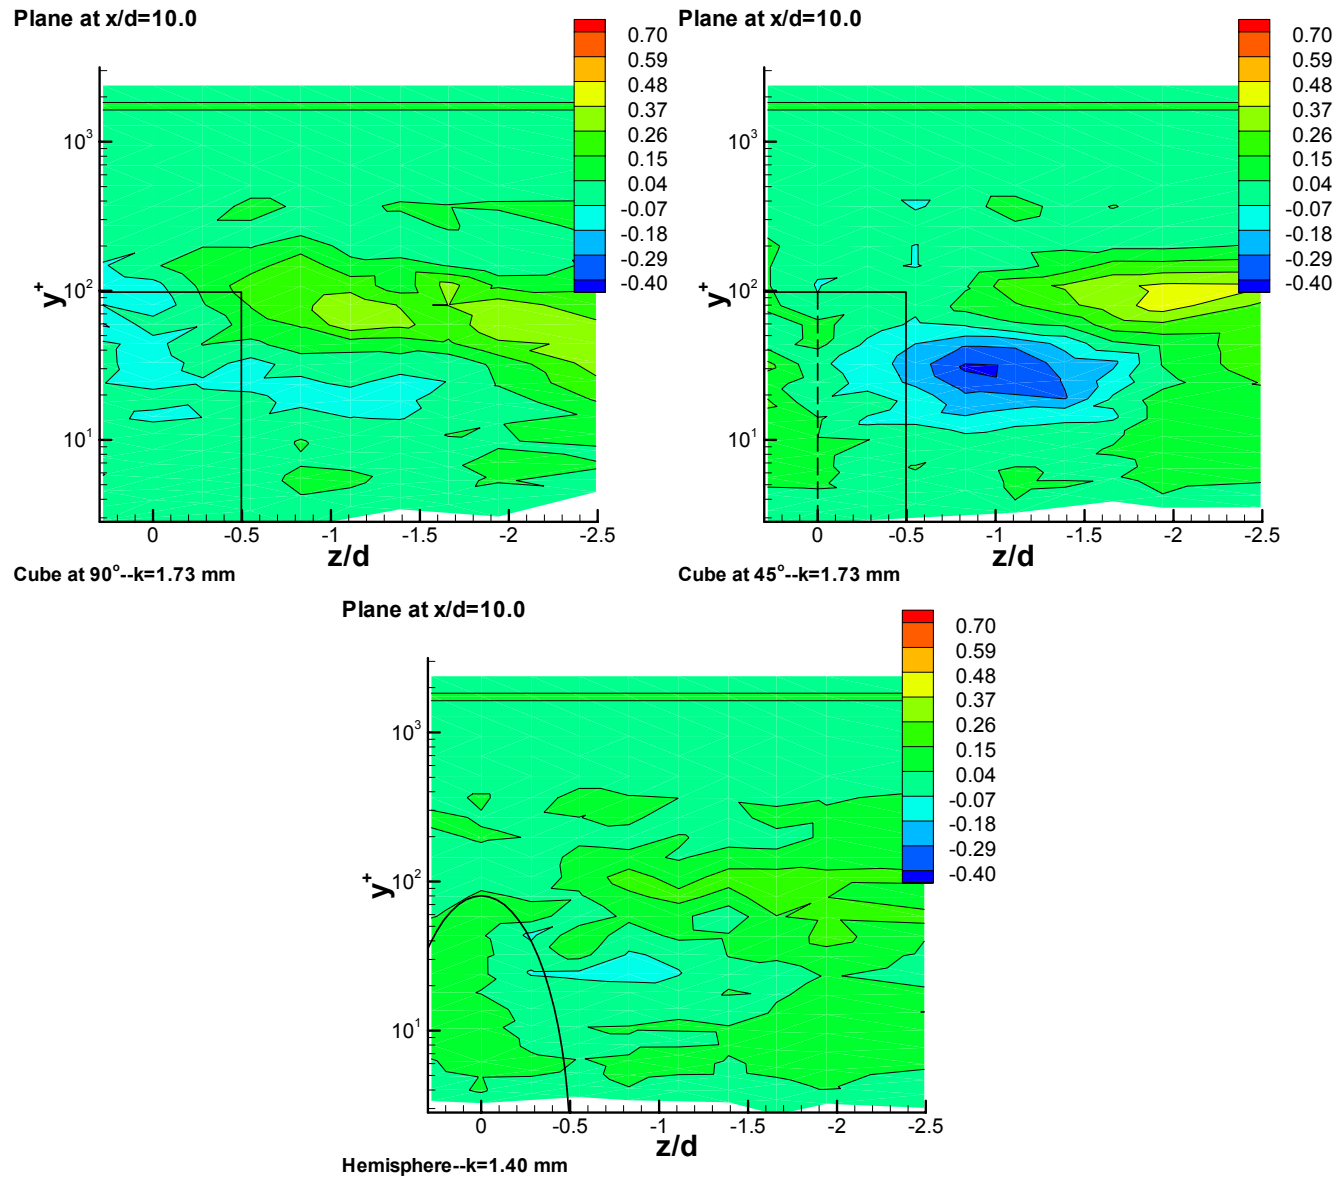 Plane at x/d=10.0
0.70
0.59
0.48
0.37
0.26
0.15
0.04
-0.07
-0.18
-0.29
-0.40
10³
10²
10¹
y⁺
0 -0.5 -1 -1.5 -2 -2.5
z/d
Cube at 90°--k=1.73 mm
Plane at x/d=10.0
0.70
0.59
0.48
0.37
0.26
0.15
0.04
-0.07
-0.18
-0.29
-0.40
10³
10²
10¹
y⁺
0 -0.5 -1 -1.5 -2 -2.5
z/d
Cube at 45°--k=1.73 mm
Plane at x/d=10.0
0.70
0.59
0.48
0.37
0.26
0.15
0.04
-0.07
-0.18
-0.29
-0.40
10³
10²
10¹
y⁺
0 -0.5 -1 -1.5 -2 -2.5
z/d
Hemisphere--k=1.40 mm